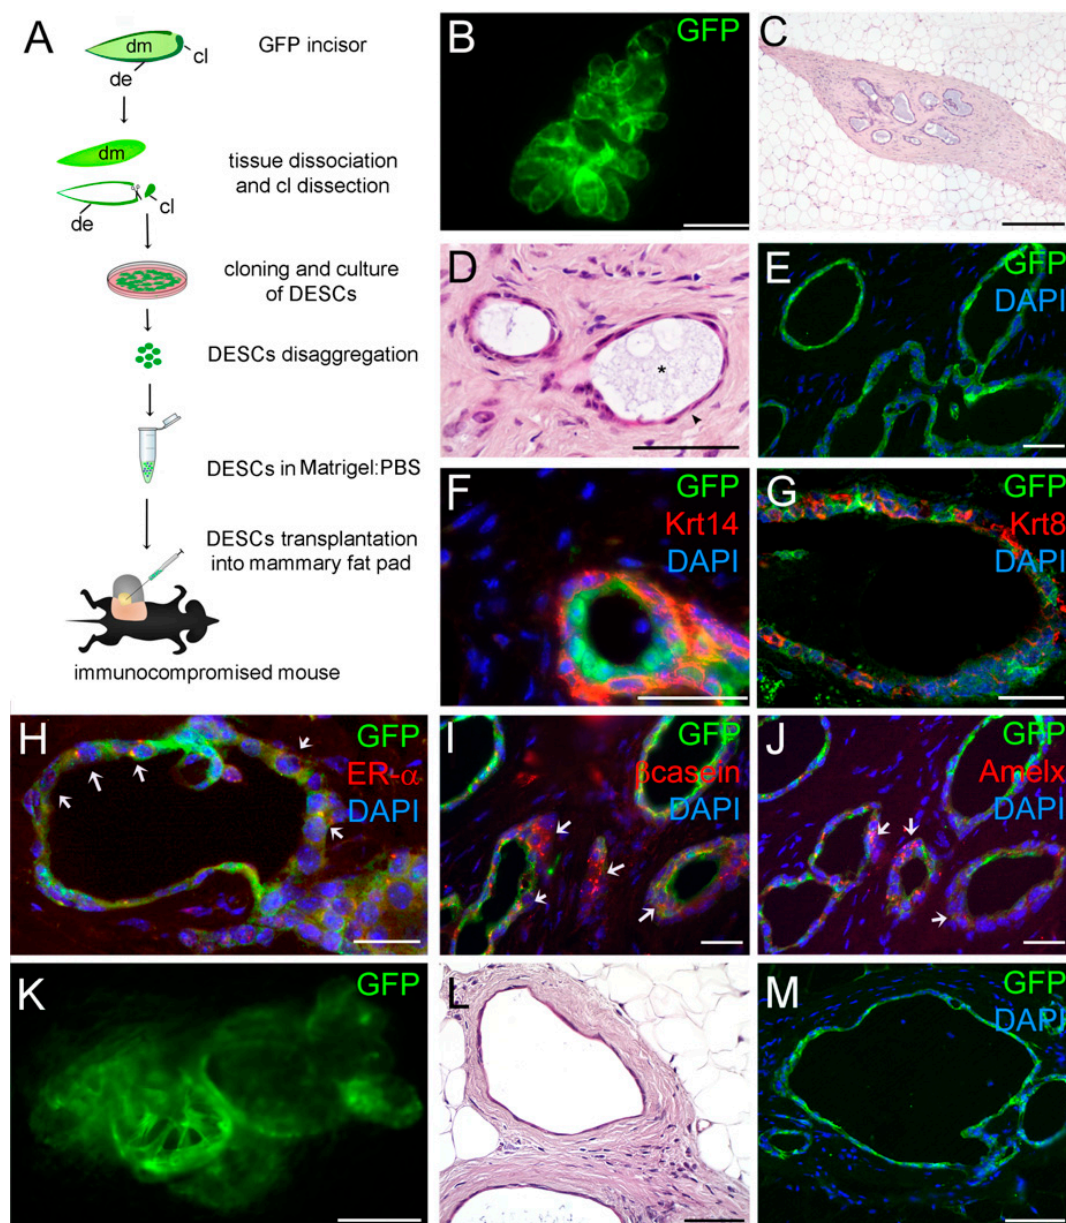 A
dm
cl
de
GFP incisor
dm
de
cl
tissue dissociation
and cl dissection
cloning and culture
of DESCs
DESCs disaggregation
DESCs in Matrigel:PBS
DESCs transplantation
into mammary fat pad
immunocompromised mouse
B
GFP
C
D
*
E
GFP
DAPI
F
GFP
Krt14
DAPI
G
GFP
Krt8
DAPI
H
GFP
ER-α
DAPI
I
GFP
βcasein
DAPI
J
GFP
Amelx
DAPI
K
GFP
L
M
GFP
DAPI